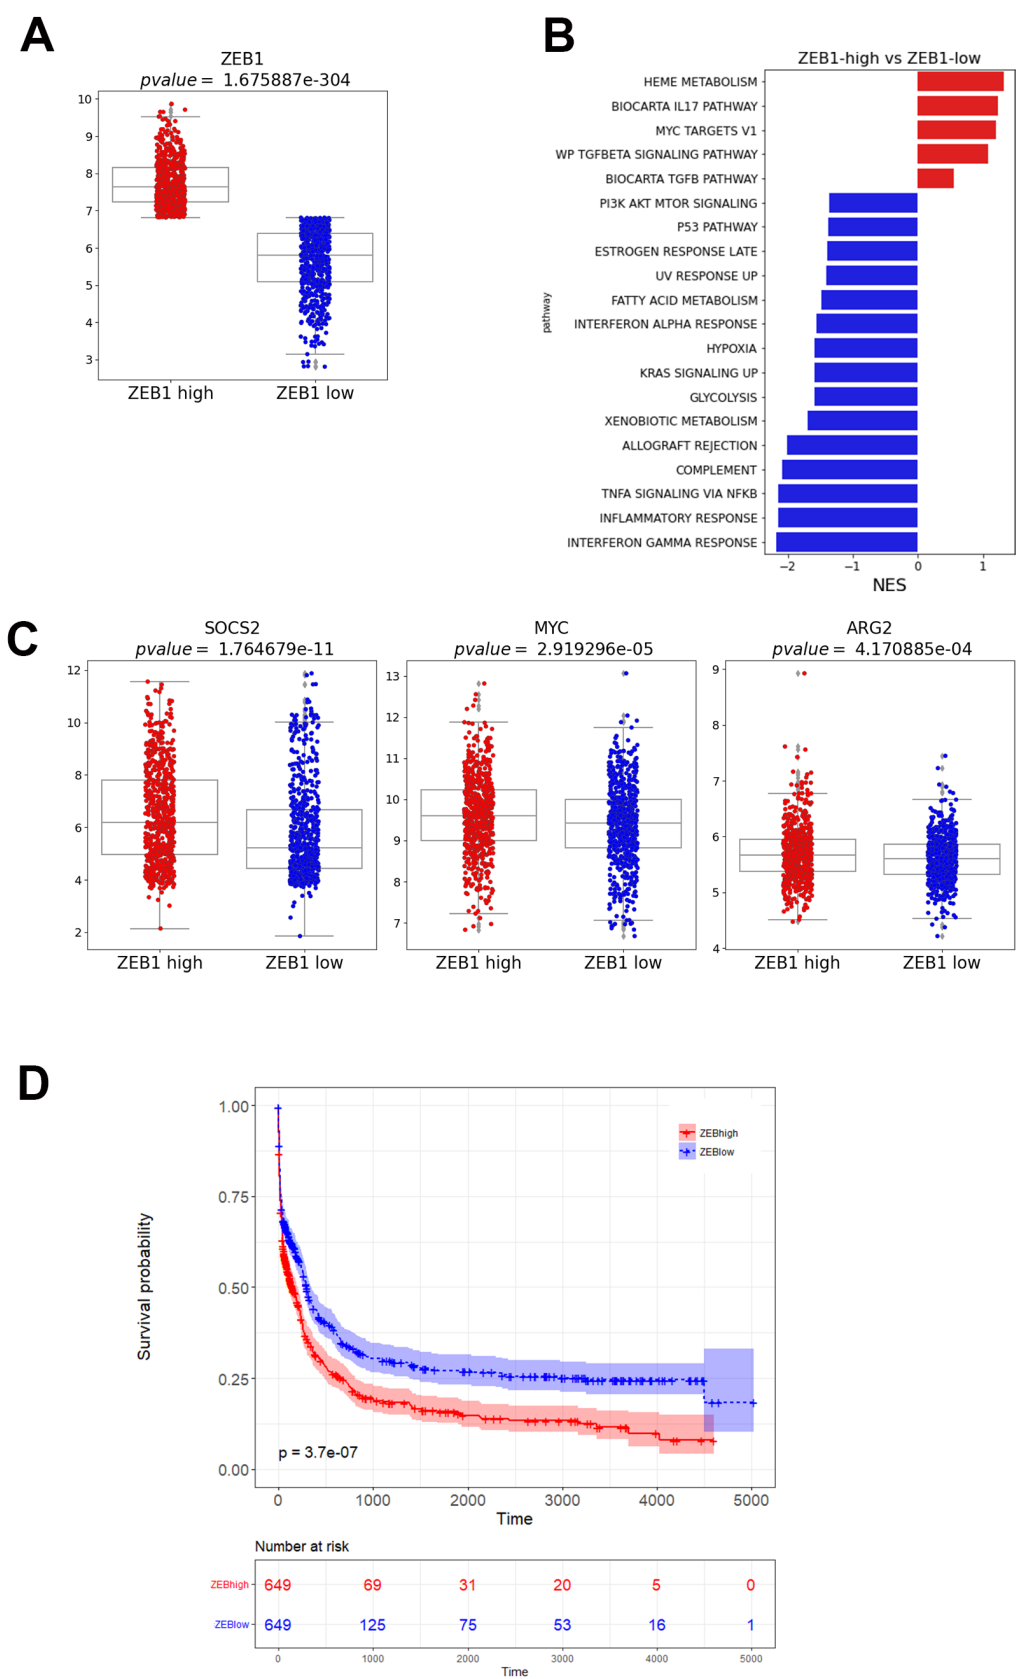 A
ZEB1
pvalue = 1.675887e-304
10
9
8
7
6
5
4
3
ZEB1 high
ZEB1 low
B
ZEB1-high vs ZEB1-low
pathway
HEME METABOLISM
BIOCARTA IL17 PATHWAY
MYC TARGETS V1
WP TGFBETA SIGNALING PATHWAY
BIOCARTA TGFB PATHWAY
PI3K AKT MTOR SIGNALING
P53 PATHWAY
ESTROGEN RESPONSE LATE
UV RESPONSE UP
FATTY ACID METABOLISM
INTERFERON ALPHA RESPONSE
HYPOXIA
KRAS SIGNALING UP
GLYCOLYSIS
XENOBIOTIC METABOLISM
ALLOGRAFT REJECTION
COMPLEMENT
TNFA SIGNALING VIA NFKB
INFLAMMATORY RESPONSE
INTERFERON GAMMA RESPONSE
−2 −1 0 1
NES
C
SOCS2
pvalue = 1.764679e-11
12
10
8
6
4
2
ZEB1 high
ZEB1 low
MYC
pvalue = 2.919296e-05
13
12
11
10
9
8
7
ZEB1 high
ZEB1 low
ARG2
pvalue = 4.170885e-04
9
8
7
6
5
4
ZEB1 high
ZEB1 low
D
Survival probability
1.00
0.75
0.50
0.25
0.00
ZEBhigh
ZEBlow
p = 3.7e-07
0 1000 2000 3000 4000 5000
Time
Number at risk
ZEBhigh 649 69 31 20 5 0
ZEBlow 649 125 75 53 16 1
0 1000 2000 3000 4000 5000
Time